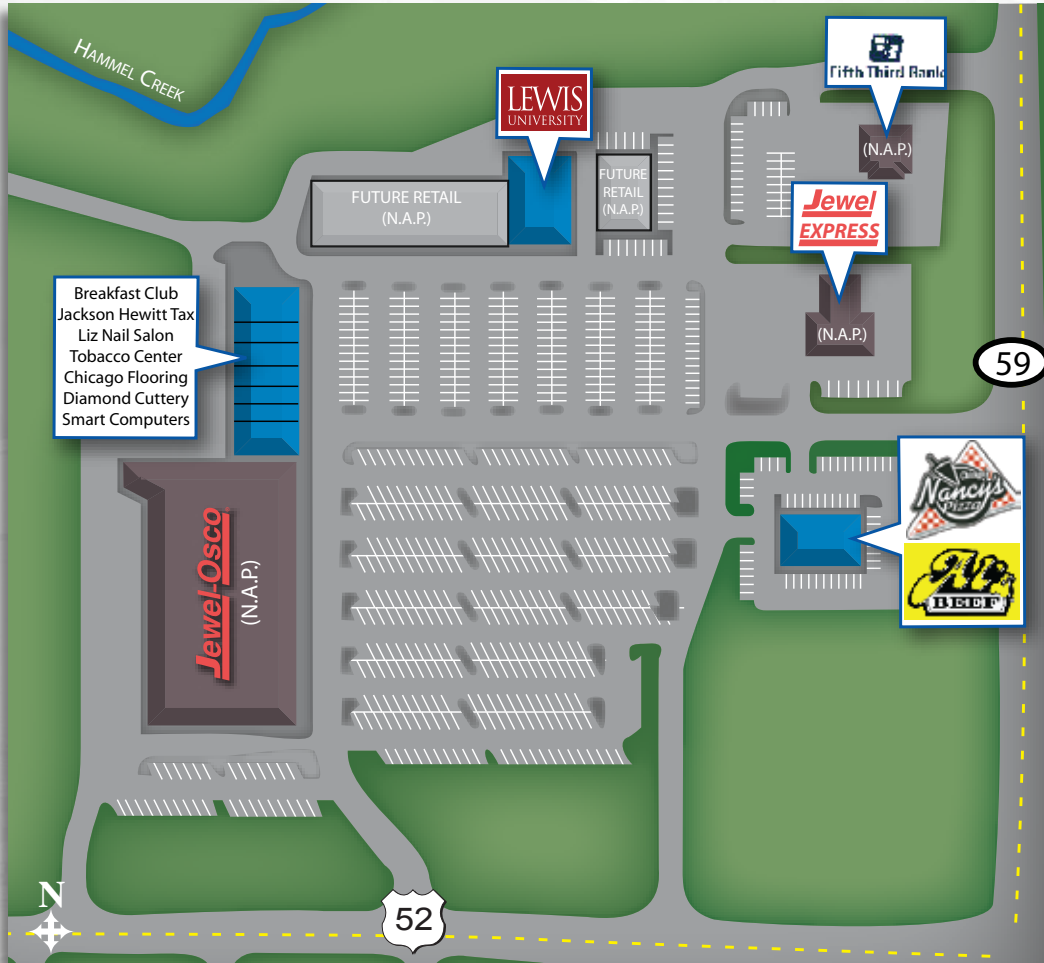 HAMMEL CREEK
Fifth Third Bank
(N.A.P.)
LEWIS
UNIVERSITY
FUTURE RETAIL
(N.A.P.)
FUTURE
RETAIL
(N.A.P.)
Jewel
EXPRESS
(N.A.P.)
Breakfast Club
Jackson Hewitt Tax
Liz Nail Salon
Tobacco Center
Chicago Flooring
Diamond Cuttery
Smart Computers
59
Nancy's
Pizza
BEEF
Jewel-Osco
(N.A.P.)
N
52